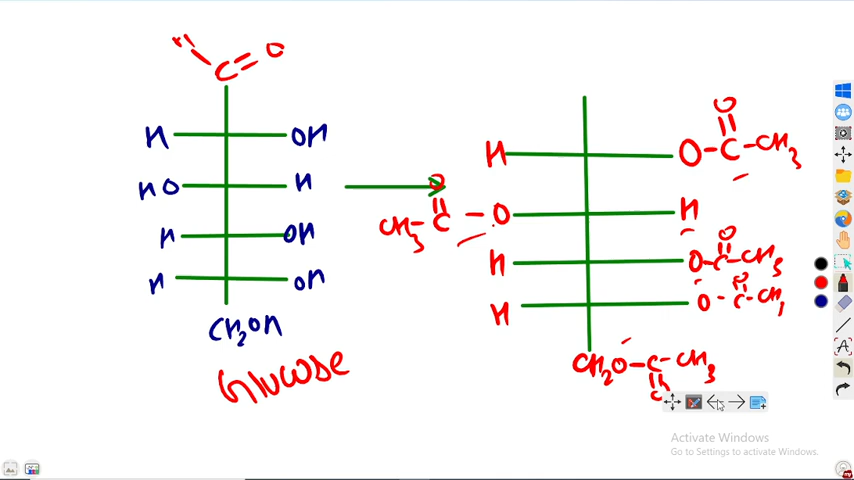 H C = O
H OH
HO H
H OH
H OH
CH2OH
Glucose
H O-C-CH3
O
CH3-C-O H
O
H O-C-CH3
O
H O-C-CH3
O
CH2O-C-CH3
O
Activate Windows
Go to Settings to activate Windows.